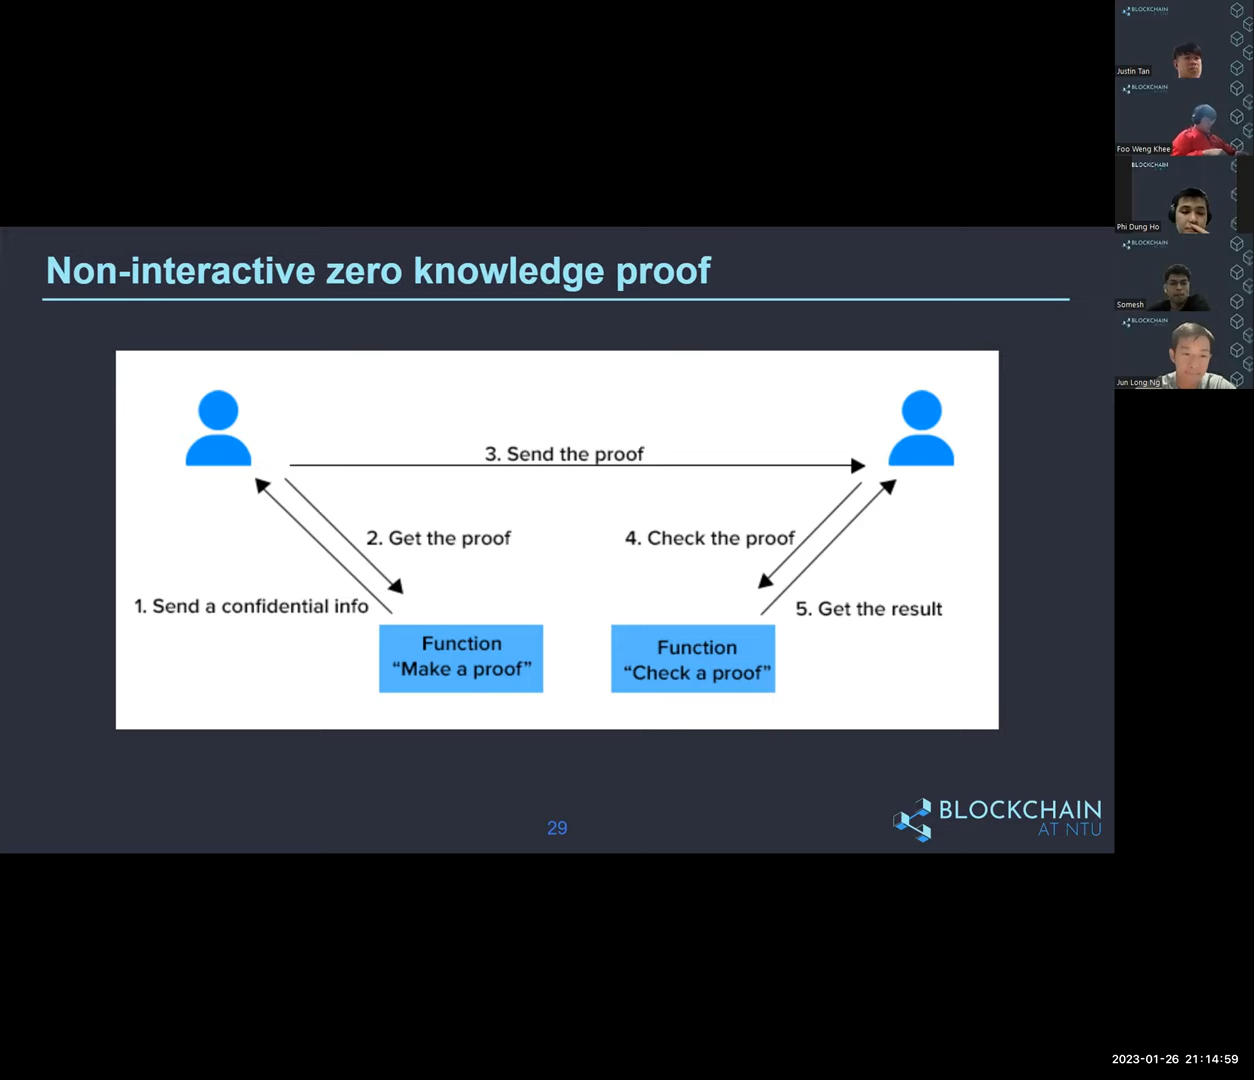 BLOCKCHAIN
Justin Tan
BLOCKCHAIN
Foo Weng Khee
BLOCKCHAIN
Phi Dung Ho
BLOCKCHAIN
Somesh
BLOCKCHAIN
Jun Long Ng
Non-interactive zero knowledge proof
3. Send the proof
2. Get the proof
4. Check the proof
1. Send a confidential info
5. Get the result
Function
“Make a proof”
Function
“Check a proof”
29
BLOCKCHAIN
AT NTU
2023-01-26 21:14:59